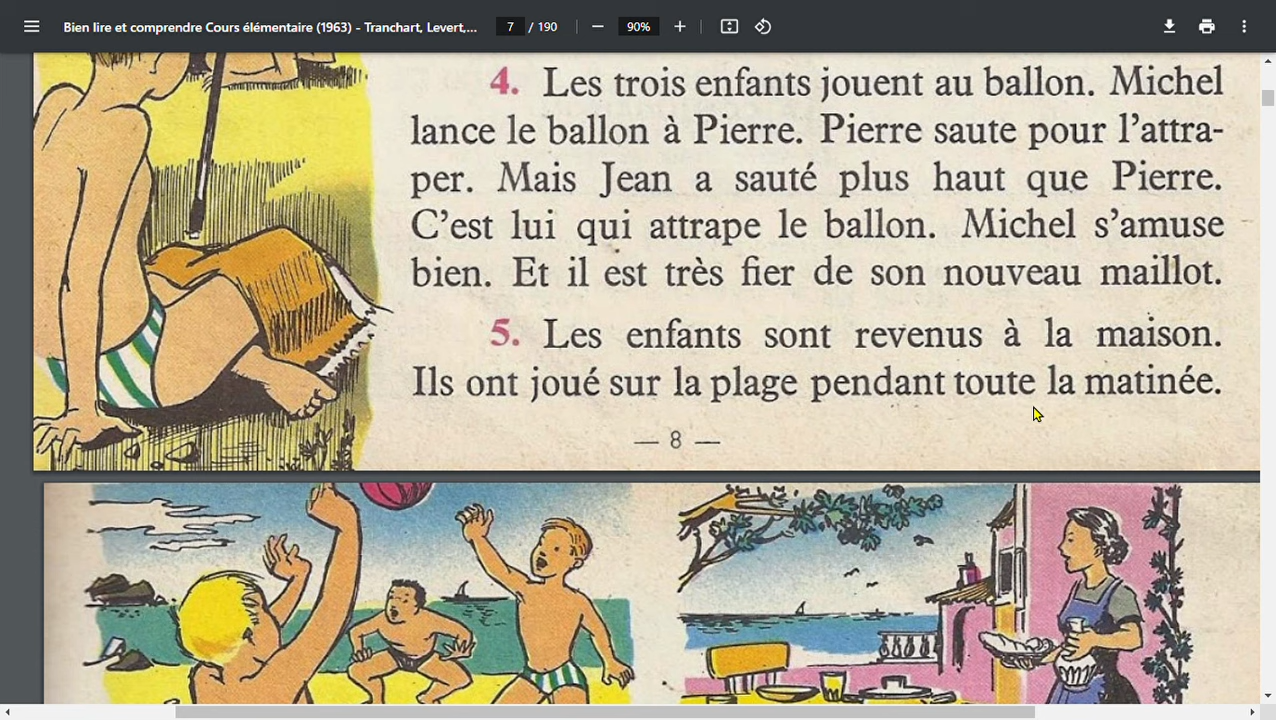 Bien lire et comprendre Cours élémentaire (1963) - Tranchart, Levert,...
7 / 190
90%
4. Les trois enfants jouent au ballon. Michel
lance le ballon à Pierre. Pierre saute pour l'attra-
per. Mais Jean a sauté plus haut que Pierre.
C'est lui qui attrape le ballon. Michel s'amuse
bien. Et il est très fier de son nouveau maillot.
5. Les enfants sont revenus à la maison.
Ils ont joué sur la plage pendant toute la matinée.
— 8 —